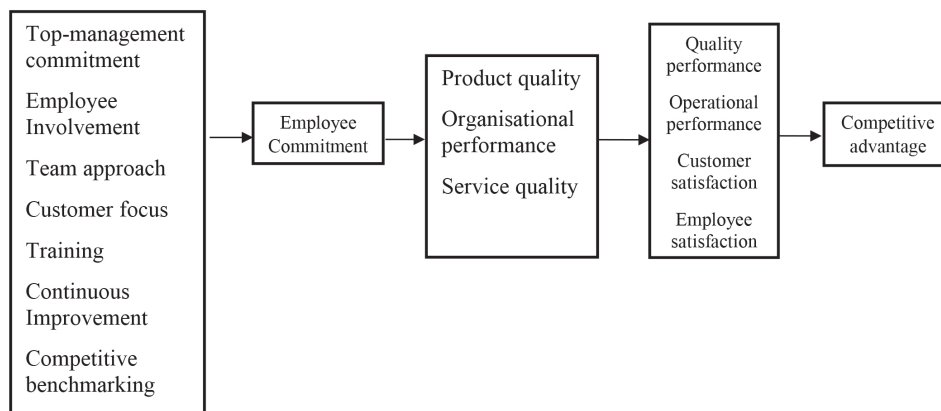 Top-management
commitment
Employee
Involvement
Team approach
Customer focus
Training
Continuous
Improvement
Competitive
benchmarking
Employee
Commitment
Product quality
Organisational
performance
Service quality
Quality
performance
Operational
performance
Customer
satisfaction
Employee
satisfaction
Competitive
advantage